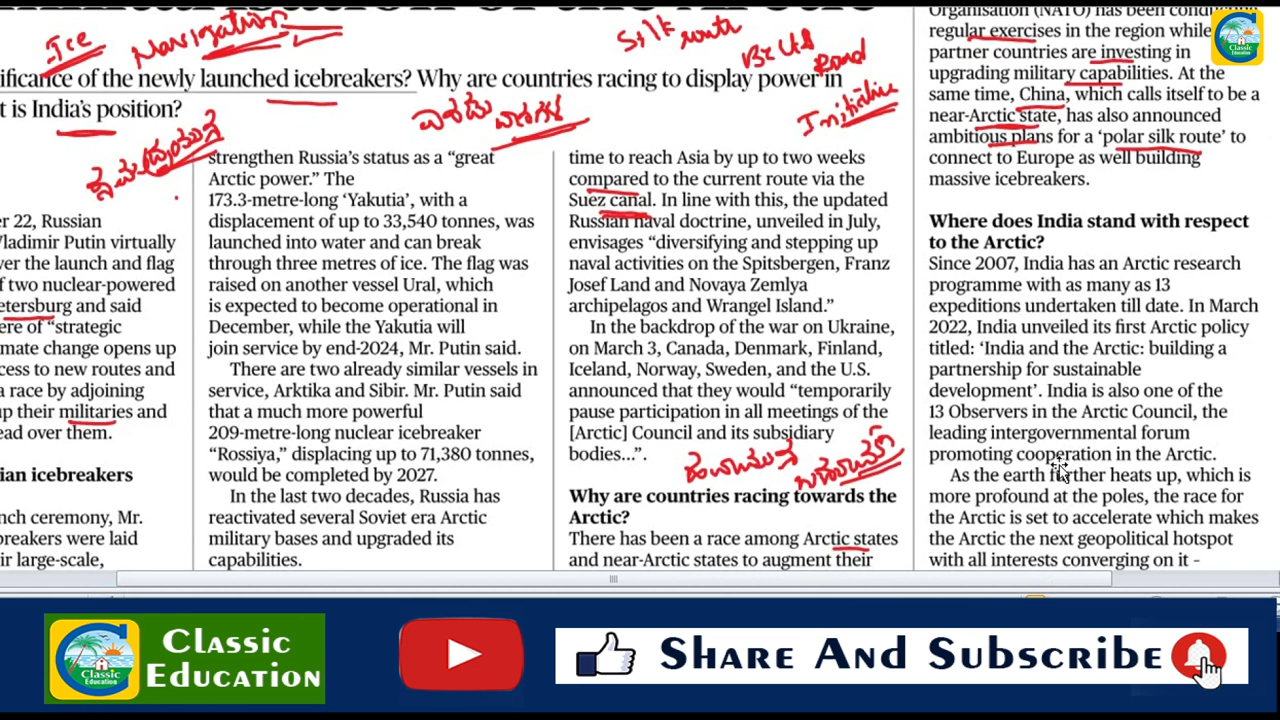 Ice
Navigation
Silk route
Road
Initiative
ificance of the newly launched icebreakers? Why are countries racing to display power in
t is India's position?
er 22, Russian
Vladimir Putin virtually
ver the launch and flag
f two nuclear-powered
etersburg and said
ere of “strategic
mate change opens up
cess to new routes and
a race by adjoining
up their militaries and
ead over them.
ian icebreakers
nch ceremony, Mr.
breakers were laid
ir large-scale,
strengthen Russia's status as a “great
Arctic power.” The
173.3-metre-long ‘Yakutia’, with a
displacement of up to 33,540 tonnes, was
launched into water and can break
through three metres of ice. The flag was
raised on another vessel Ural, which
is expected to become operational in
December, while the Yakutia will
join service by end-2024, Mr. Putin said.
There are two already similar vessels in
service, Arktika and Sibir. Mr. Putin said
that a much more powerful
209-metre-long nuclear icebreaker
“Rossiya,” displacing up to 71,380 tonnes,
would be completed by 2027.
In the last two decades, Russia has
reactivated several Soviet era Arctic
military bases and upgraded its
capabilities.
time to reach Asia by up to two weeks
compared to the current route via the
Suez canal. In line with this, the updated
Russian naval doctrine, unveiled in July,
envisages “diversifying and stepping up
naval activities on the Spitsbergen, Franz
Josef Land and Novaya Zemlya
archipelagos and Wrangel Island.”
In the backdrop of the war on Ukraine,
on March 3, Canada, Denmark, Finland,
Iceland, Norway, Sweden, and the U.S.
announced that they would “temporarily
pause participation in all meetings of the
[Arctic] Council and its subsidiary
bodies...”.
Why are countries racing towards the
Arctic?
There has been a race among Arctic states
and near-Arctic states to augment their
Organisation (NATO) has been conducting
regular exercises in the region while
partner countries are investing in
upgrading military capabilities. At the
same time, China, which calls itself to be a
near-Arctic state, has also announced
ambitious plans for a ‘polar silk route’ to
connect to Europe as well building
massive icebreakers.
Where does India stand with respect
to the Arctic?
Since 2007, India has an Arctic research
programme with as many as 13
expeditions undertaken till date. In March
2022, India unveiled its first Arctic policy
titled: ‘India and the Arctic: building a
partnership for sustainable
development’. India is also one of the
13 Observers in the Arctic Council, the
leading intergovernmental forum
promoting cooperation in the Arctic.
As the earth further heats up, which is
more profound at the poles, the race for
the Arctic is set to accelerate which makes
the Arctic the next geopolitical hotspot
with all interests converging on it –
Classic
Education
Classic
Education
Classic
Education
Share And Subscribe